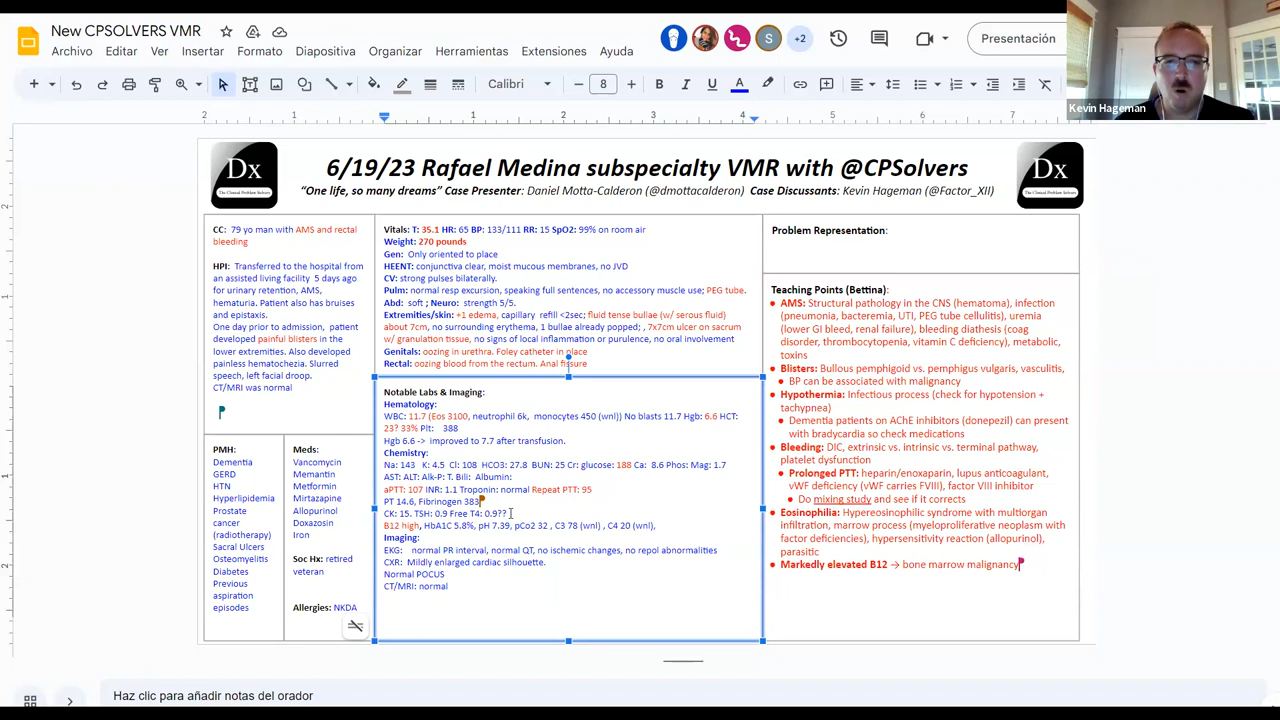 New CPSOLVERS VMR
Archivo Editar Ver Insertar Formato Diapositiva Organizar Herramientas Extensiones Ayuda
S
+2
Presentación
Calibri
8
Kevin Hageman
2 1 1 2 3 4 5 6 7
Dx
The Clinical Problem Solvers
6/19/23 Rafael Medina subspecialty VMR with @CPSolvers
“One life, so many dreams” Case Presenter: Daniel Motta-Calderon (@dmottacalderon) Case Discussants: Kevin Hageman (@Factor_XII)
Dx
The Clinical Problem Solvers
CC: 79 yo man with AMS and rectal
bleeding
HPI: Transferred to the hospital from
an assisted living facility 5 days ago
for urinary retention, AMS,
hematuria. Patient also has bruises
and epistaxis.
One day prior to admission, patient
developed painful blisters in the
lower extremities. Also developed
painless hematochezia. Slurred
speech, left facial droop.
CT/MRI was normal
PMH:
Dementia
GERD
HTN
Hyperlipidemia
Prostate
cancer
(radiotherapy)
Sacral Ulcers
Osteomyelitis
Diabetes
Previous
aspiration
episodes
Meds:
Vancomycin
Memantin
Metformin
Mirtazapine
Allopurinol
Doxazosin
Iron
Soc Hx: retired
veteran
Allergies: NKDA
Vitals: T: 35.1 HR: 65 BP: 133/111 RR: 15 SpO2: 99% on room air
Weight: 270 pounds
Gen: Only oriented to place
HEENT: conjunctiva clear, moist mucous membranes, no JVD
CV: strong pulses bilaterally.
Pulm: normal resp excursion, speaking full sentences, no accessory muscle use; PEG tube.
Abd: soft ; Neuro: strength 5/5.
Extremities/skin: +1 edema, capillary refill <2sec; fluid tense buliae (w/ serous fluid)
about 7cm, no surrounding erythema, 1 bullae already popped; , 7x7cm ulcer on sacrum
w/ granulation tissue, no signs of local inflammation or purulence, no oral involvement
Genitals: oozing in urethra. Foley catheter in place
Rectal: oozing blood from the rectum. Anal fissure
Notable Labs & Imaging:
Hematology:
WBC: 11.7 (Eos 3100, neutrophil 6k, monocytes 450 (wnl)) No blasts 11.7 Hgb: 6.6 HCT:
23? 33% Plt: 388
Hgb 6.6 -> improved to 7.7 after transfusion.
Chemistry:
Na: 143 K: 4.5 Cl: 108 HCO3: 27.8 BUN: 25 Cr: glucose: 188 Ca: 8.6 Phos: Mag: 1.7
AST: ALT: Alk-P: T. Bili: Albumin:
aPTT: 107 INR: 1.1 Troponin: normal Repeat PTT: 95
PT 14.6, Fibrinogen 383
CK: 15. TSH: 0.9 Free T4: 0.9??
B12 high, HbA1C 5.8%, pH 7.39, pCo2 32 , C3 78 (wnl) , C4 20 (wnl),
Imaging:
EKG: normal PR interval, normal QT, no ischemic changes, no repol abnormalities
CXR: Mildly enlarged cardiac silhouette.
Normal POCUS
CT/MRI: normal
Problem Representation:
Teaching Points (Bettina):
● AMS: Structural pathology in the CNS (hematoma), infection
(pneumonia, bacteremia, UTI, PEG tube cellulitis), uremia
(lower GI bleed, renal failure), bleeding diathesis (coag
disorder, thrombocytopenia, vitamin C deficiency), metabolic,
toxins
● Blisters: Bullous pemphigoid vs. pemphigus vulgaris, vasculitis,
● BP can be associated with malignancy
● Hypothermia: Infectious process (check for hypotension +
tachypnea)
● Dementia patients on AChE inhibitors (donepizil) can present
with bradycardia so check medications
● Bleeding: DIC, extrinsic vs. intrinsic vs. terminal pathway,
platelet dysfunction
● Prolonged PTT: heparin/enoxaparin, lupus anticoagulant,
vWF deficiency (vWF carries FVIII), factor VIII inhibitor
● Do mixing study and see if it corrects
● Eosinophilia: Hypereosinophilic syndrome with multiorgan
infiltration, marrow process (myeloproliferative neoplasm with
factor deficiencies), hypersensitivity reaction (allopurinol),
parasitic
● Markedly elevated B12 → bone marrow malignancy
Haz clic para añadir notas del orador